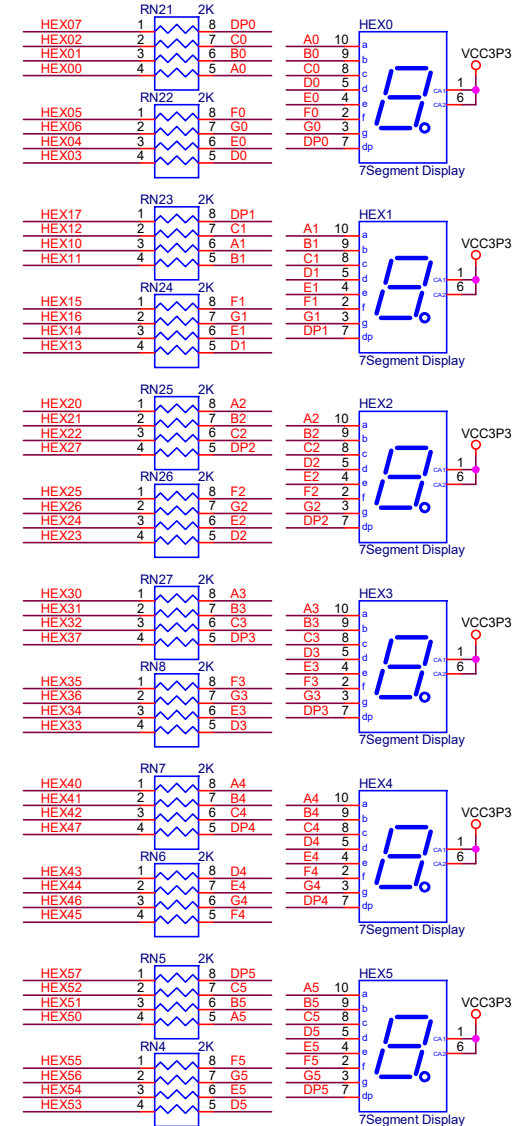 RN21 2K HEX0
HEX07 1 8 DP0
HEX02 2 7 C0
HEX01 3 6 B0
HEX00 4 5 A0
RN22 2K
HEX05 1 8 F0
HEX06 2 7 G0
HEX04 3 6 E0
HEX03 4 5 D0
A0 10 a
B0 9 b
C0 8 c
D0 5 d
E0 4 e
F0 2 f
G0 3 g
DP0 7 dp
VCC3P3
CA1 1
CA2 6
7Segment Display
RN23 2K HEX1
HEX17 1 8 DP1
HEX12 2 7 C1
HEX10 3 6 A1
HEX11 4 5 B1
RN24 2K
HEX15 1 8 F1
HEX16 2 7 G1
HEX14 3 6 E1
HEX13 4 5 D1
A1 10 a
B1 9 b
C1 8 c
D1 5 d
E1 4 e
F1 2 f
G1 3 g
DP1 7 dp
VCC3P3
CA1 1
CA2 6
7Segment Display
RN25 2K HEX2
HEX20 1 8 A2
HEX21 2 7 B2
HEX22 3 6 C2
HEX27 4 5 DP2
RN26 2K
HEX25 1 8 F2
HEX26 2 7 G2
HEX24 3 6 E2
HEX23 4 5 D2
A2 10 a
B2 9 b
C2 8 c
D2 5 d
E2 4 e
F2 2 f
G2 3 g
DP2 7 dp
VCC3P3
CA1 1
CA2 6
7Segment Display
RN27 2K HEX3
HEX30 1 8 A3
HEX31 2 7 B3
HEX32 3 6 C3
HEX37 4 5 DP3
RN8 2K
HEX35 1 8 F3
HEX36 2 7 G3
HEX34 3 6 E3
HEX33 4 5 D3
A3 10 a
B3 9 b
C3 8 c
D3 5 d
E3 4 e
F3 2 f
G3 3 g
DP3 7 dp
VCC3P3
CA1 1
CA2 6
7Segment Display
RN7 2K HEX4
HEX40 1 8 A4
HEX41 2 7 B4
HEX42 3 6 C4
HEX47 4 5 DP4
RN6 2K
HEX43 1 8 D4
HEX44 2 7 E4
HEX46 3 6 G4
HEX45 4 5 F4
A4 10 a
B4 9 b
C4 8 c
D4 5 d
E4 4 e
F4 2 f
G4 3 g
DP4 7 dp
VCC3P3
CA1 1
CA2 6
7Segment Display
RN5 2K HEX5
HEX57 1 8 DP5
HEX52 2 7 C5
HEX51 3 6 B5
HEX50 4 5 A5
RN4 2K
HEX55 1 8 F5
HEX56 2 7 G5
HEX54 3 6 E5
HEX53 4 5 D5
A5 10 a
B5 9 b
C5 8 c
D5 5 d
E5 4 e
F5 2 f
G5 3 g
DP5 7 dp
VCC3P3
CA1 1
CA2 6
7Segment Display